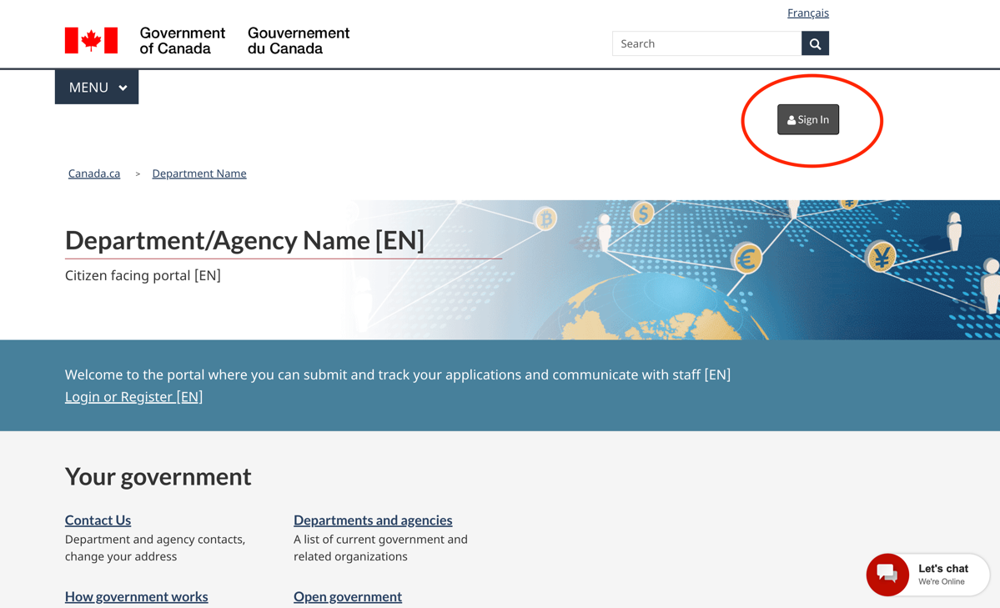 Français
Government
of Canada
Gouvernement
du Canada
Search
MENU
Sign In
Canada.ca > Department Name
Department/Agency Name [EN]
Citizen facing portal [EN]
Welcome to the portal where you can submit and track your applications and communicate with staff [EN]
Login or Register [EN]
Your government
Contact Us
Department and agency contacts,
change your address
Departments and agencies
A list of current government and
related organizations
How government works
Open government
Let's chat
We're Online